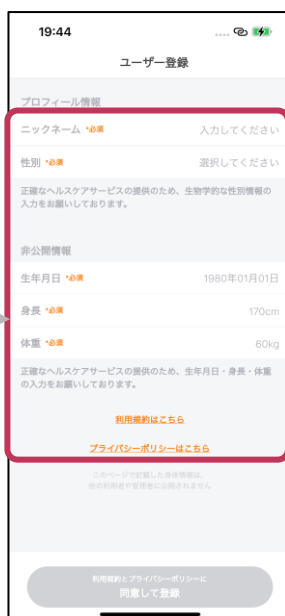 19:44
ユーザー登録
プロフィール情報
ニックネーム *必須 入力してください
性別 *必須 選択してください
正確なヘルスケアサービスの提供のため、生物学的な性別情報の
入力をお願いしております。
非公開情報
生年月日 *必須 1980年01月01日
身長 *必須 170cm
体重 *必須 60kg
正確なヘルスケアサービスの提供のため、生年月日・身長・体重
の入力をお願いしております。
利用規約はこちら
プライバシーポリシーはこちら
このページで記載した身体情報は、
他の利用者や管理者に公開されません
利用規約とプライバシーポリシーに
同意して登録